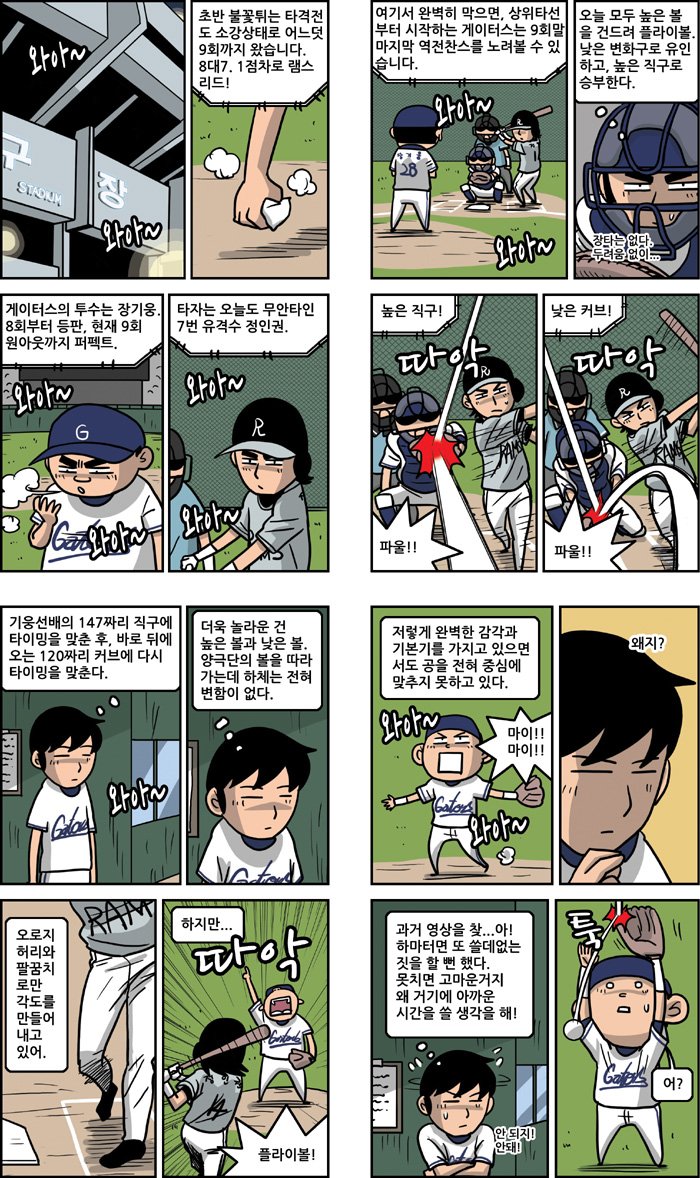 와아~
구
장
STADIUM
와아~
초반 불꽃튀는 타격전
도 소강상태로 어느덧
9회까지 왔습니다.
8대7. 1점차로 램스
리드!
여기서 완벽히 막으면, 상위타선
부터 시작하는 게이터스는 9회말
마지막 역전찬스를 노려볼 수 있
습니다.
와아~
장기웅
28
와아~
오늘 모두 높은 볼
을 건드려 플라이볼.
낮은 변화구로 유인
하고, 높은 직구로
승부한다.
장타는 없다.
두려움 없이...
게이터스의 투수는 장기웅.
8회부터 등판, 현재 9회
원아웃까지 퍼펙트.
와아~
G
Gators
와아~
타자는 오늘도 무안타인
7번 유격수 정인권.
와아~
R
와아~
높은 직구!
따악
R
RAMS
파울!!
낮은 커브!
따악
R
RAMS
파울!!
기웅선배의 147짜리 직구에
타이밍을 맞춘 후, 바로 뒤에
오는 120짜리 커브에 다시
타이밍을 맞춘다.
와아~
Gators
더욱 놀라운 건
높은 볼과 낮은 볼.
양극단의 볼을 따라
가는데 하체는 전혀
변함이 없다.
Gators
저렇게 완벽한 감각과
기본기를 가지고 있으면
서도 공을 전혀 중심에
맞추지 못하고 있다.
와아~
마이!!
마이!!
Gators
와아~
왜지?
RAM
오로지
허리와
팔꿈치
로만
각도를
만들어
내고
있어.
하지만...
따악
Gators
플라이볼!
과거 영상을 찾...아!
하마터면 또 쓸데없는
짓을 할 뻔 했다.
못치면 고마운거지
왜 거기에 아까운
시간을 쓸 생각을 해!
Gators
안 되지!
안돼!
툭
Gators
어?